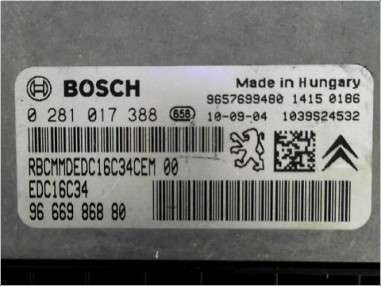 BOSCH
Made in Hungary
9657699480 1415 0186
0 281 017 388 656 10-09-04 1039S24532
RBCMMDEDC16C34CEM 00
EDC16C34
96 669 868 80